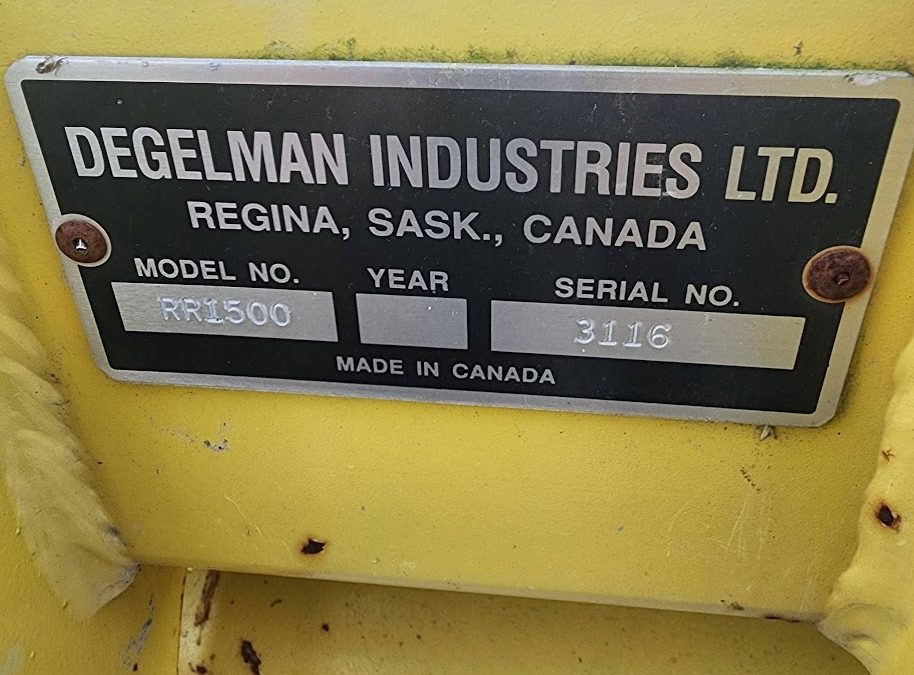 DEGELMAN INDUSTRIES LTD.
REGINA, SASK., CANADA
MODEL NO. YEAR SERIAL NO.
RR1500 3116
MADE IN CANADA